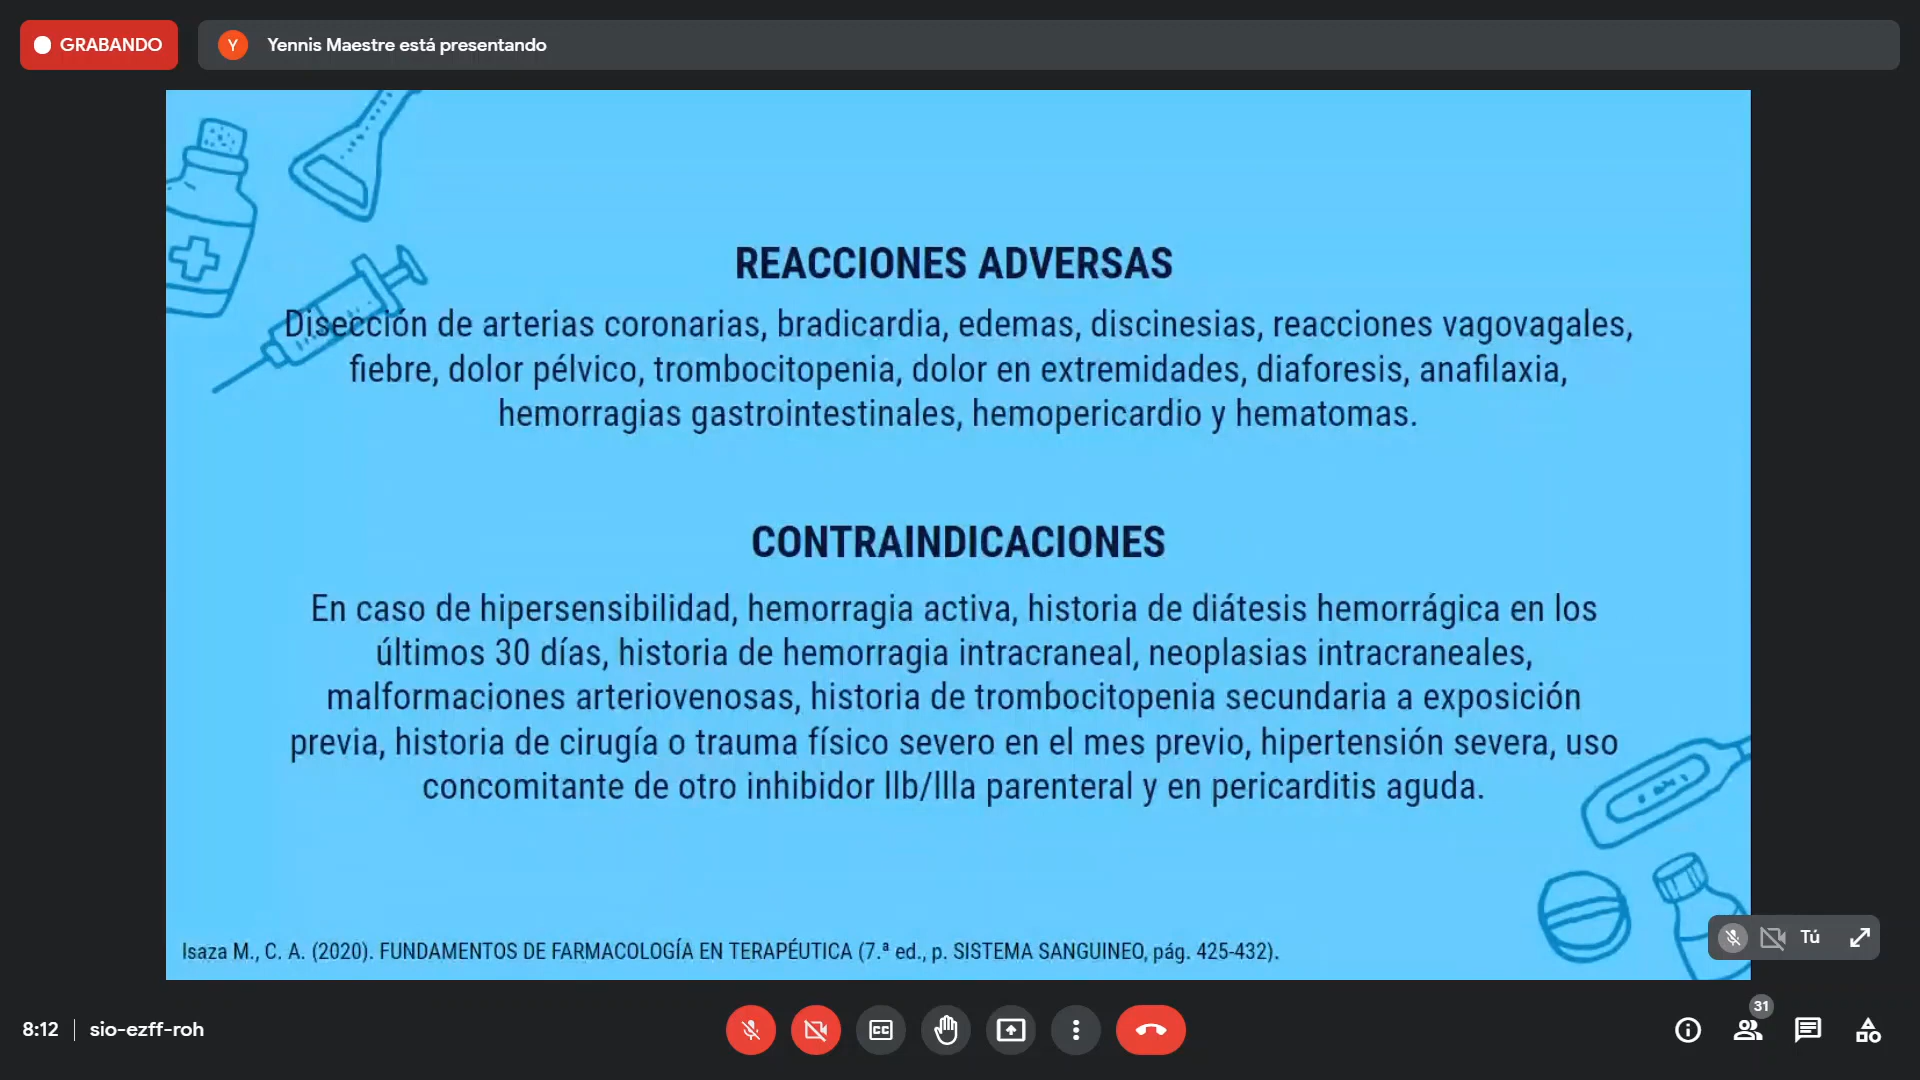 GRABANDO
Y
Yennis Maestre está presentando
REACCIONES ADVERSAS
Disección de arterias coronarias, bradicardia, edemas, discinesias, reacciones vagovagales,
fiebre, dolor pélvico, trombocitopenia, dolor en extremidades, diaforesis, anafilaxia,
hemorragias gastrointestinales, hemopericardio y hematomas.
CONTRAINDICACIONES
En caso de hipersensibilidad, hemorragia activa, historia de diátesis hemorrágica en los
últimos 30 días, historia de hemorragia intracraneal, neoplasias intracraneales,
malformaciones arteriovenosas, historia de trombocitopenia secundaria a exposición
previa, historia de cirugía o trauma físico severo en el mes previo, hipertensión severa, uso
concomitante de otro inhibidor llb/llla parenteral y en pericarditis aguda.
Isaza M., C. A. (2020). FUNDAMENTOS DE FARMACOLOGÍA EN TERAPÉUTICA (7.ª ed., p. SISTEMA SANGUINEO, pág. 425-432).
Tú
8:12
sio-ezff-roh
CC
31